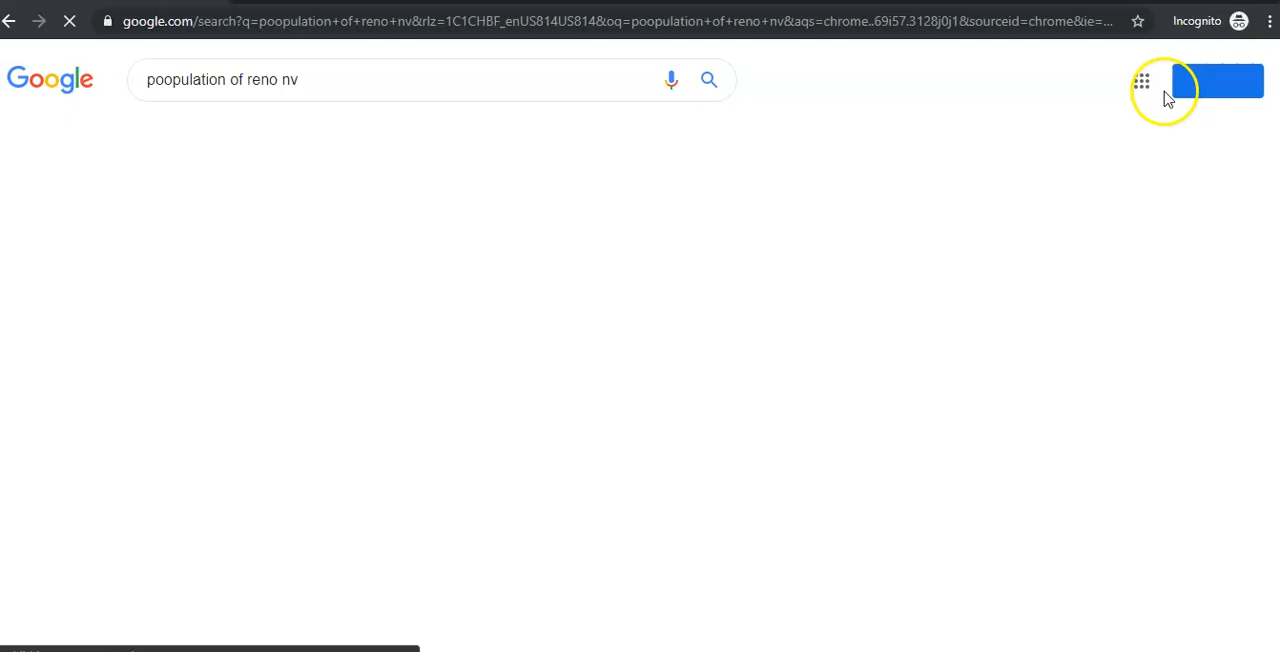 google.com/search?q=poopulation+of+reno+nv&rlz=1C1CHBF_enUS814US814&oq=poopulation+of+reno+nv&aqs=chrome..69i57.3128j0j1&sourceid=chrome&ie=...
Incognito
Google
poopulation of reno nv